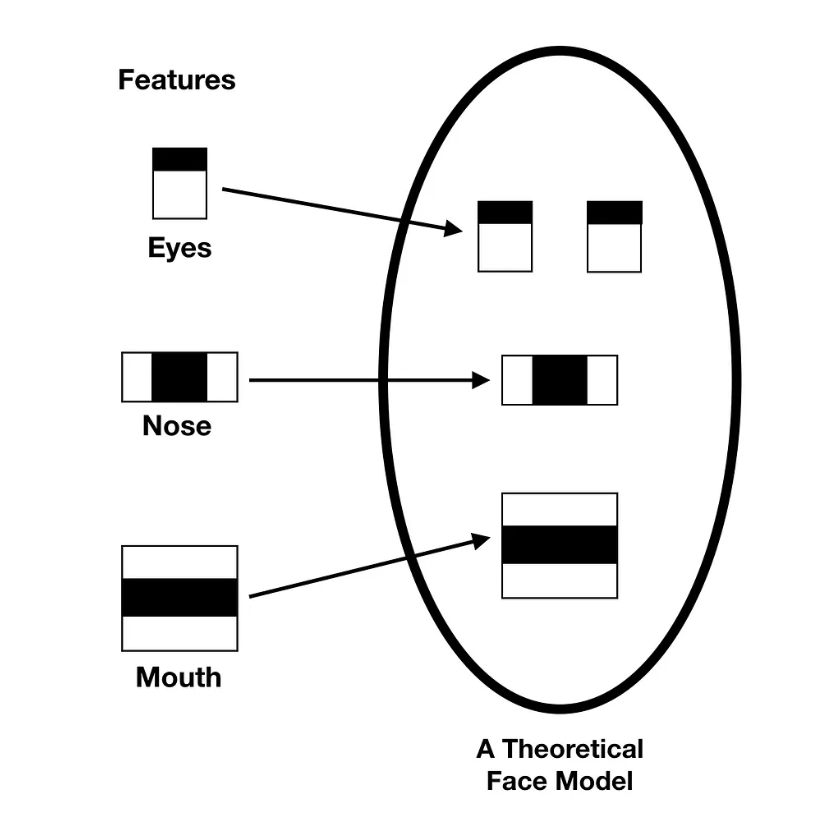 Features
Eyes
Nose
Mouth
A Theoretical
Face Model